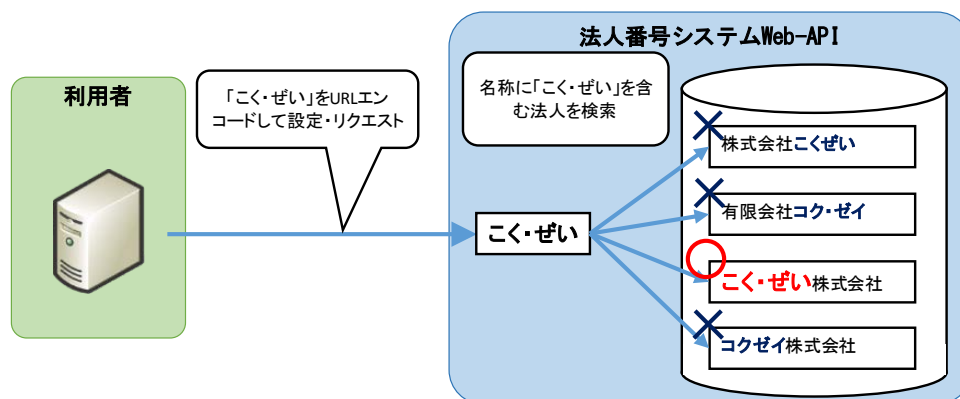 法人番号システムWeb-API
利用者
「こく・ぜい」をURLエン
コードして設定・リクエスト
名称に「こく・ぜい」を含
む法人を検索
こく・ぜい
株式会社こくぜい
有限会社コク・ゼイ
こく・ぜい株式会社
コクゼイ株式会社